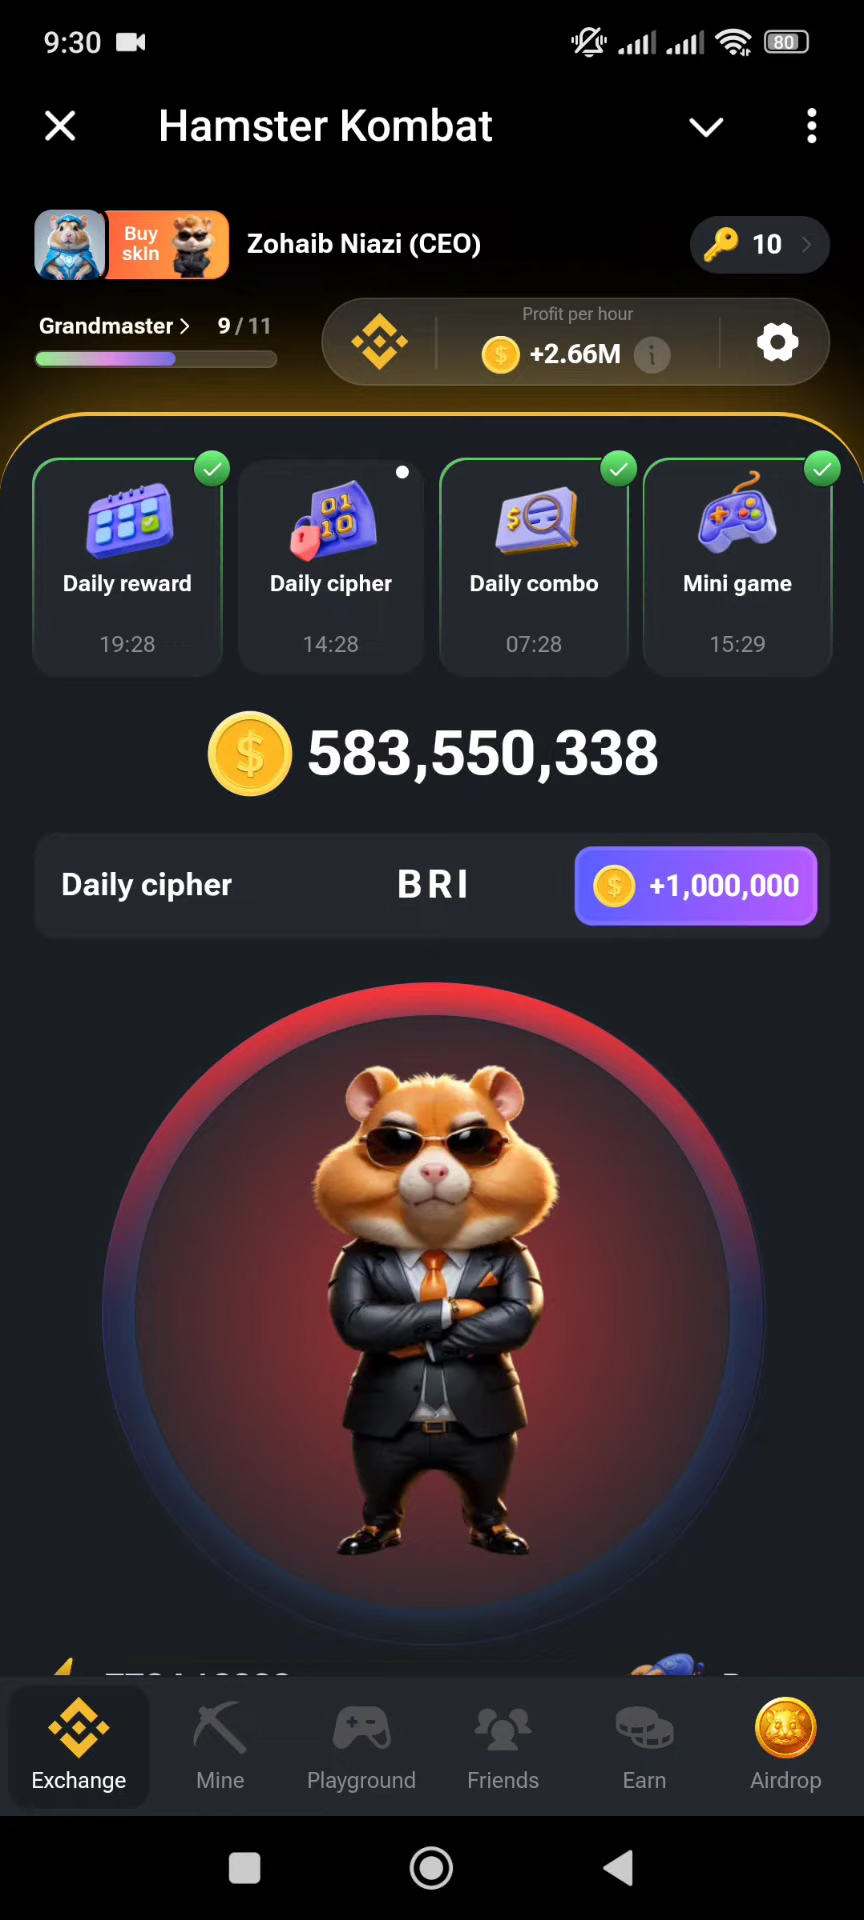 9:30
80
Hamster Kombat
Buy
skin
Zohaib Niazi (CEO)
10
Grandmaster
9/11
Profit per hour
+2.66M
Daily reward
19:28
Daily cipher
14:28
Daily combo
07:28
Mini game
15:29
583,550,338
Daily cipher
BRI
+1,000,000
Exchange
Mine
Playground
Friends
Earn
Airdrop